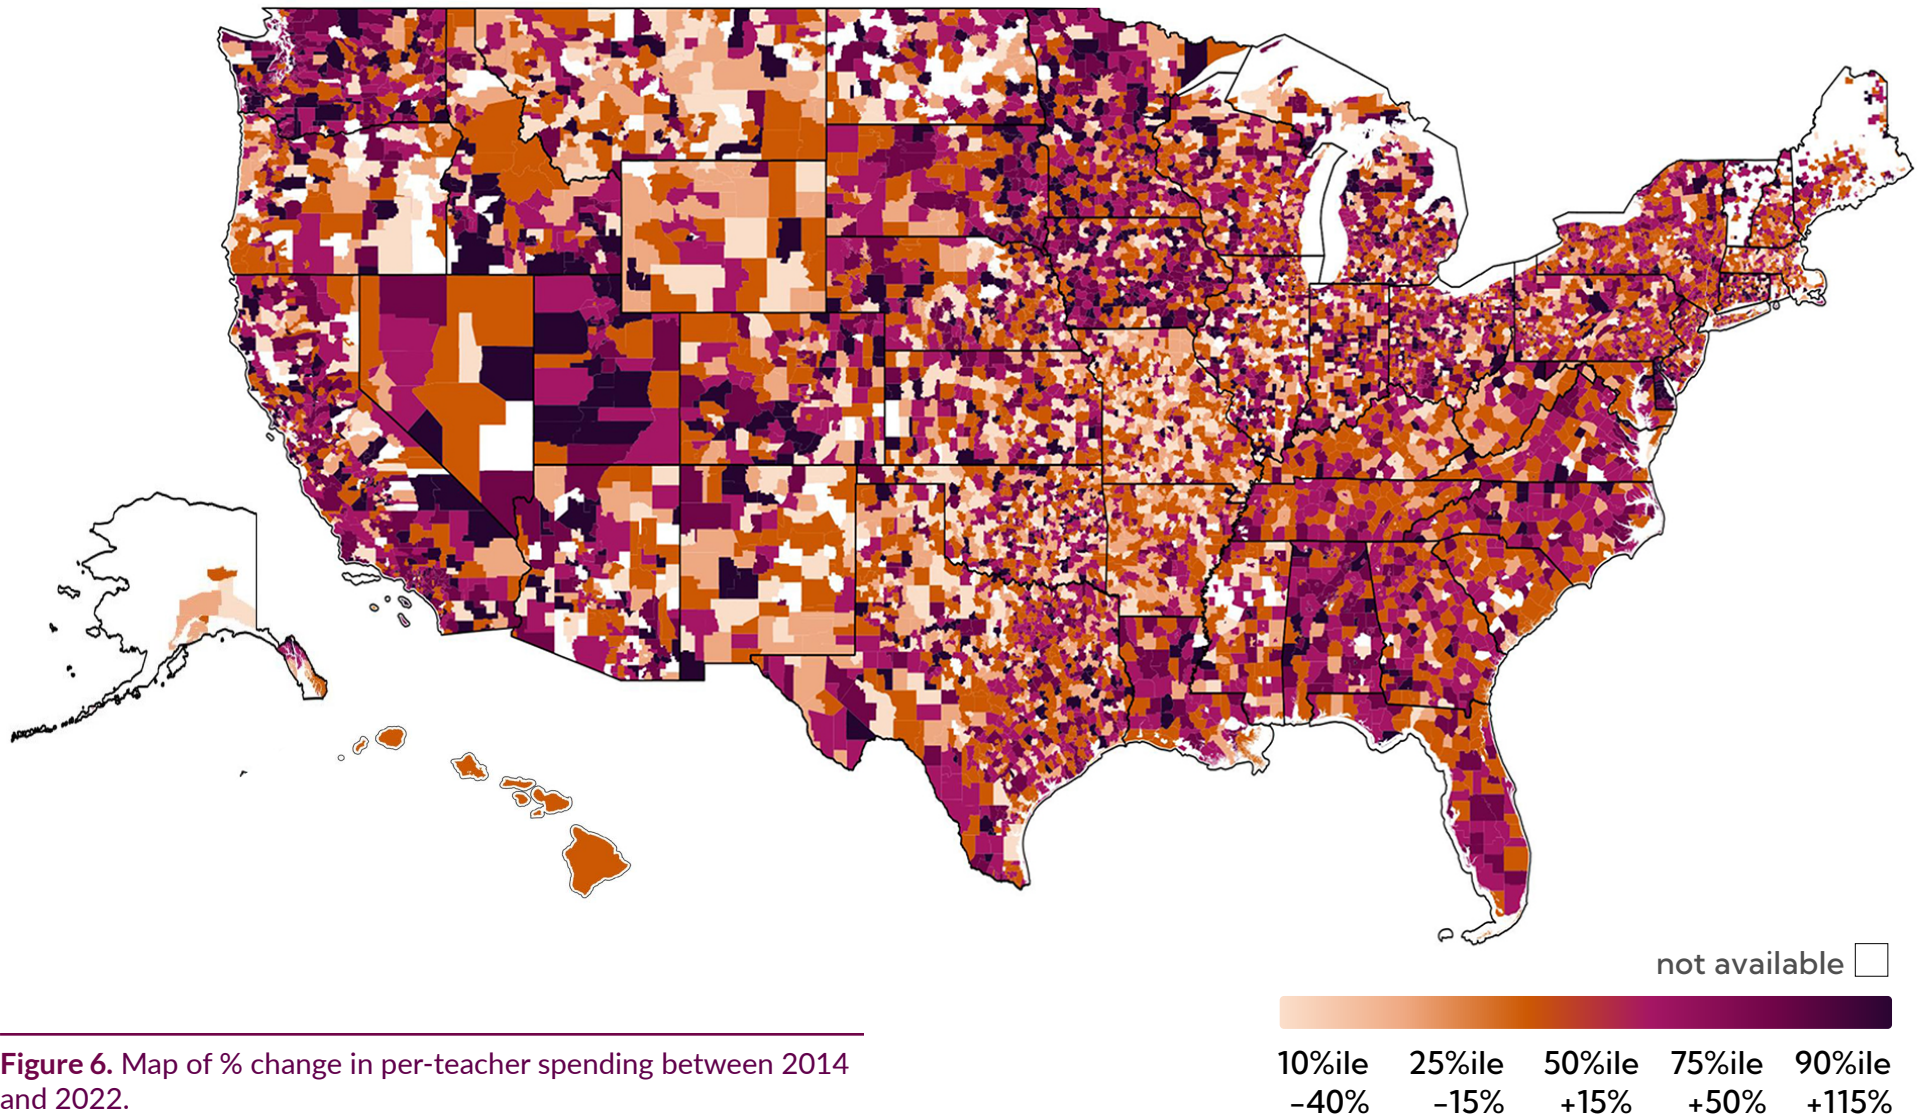 not available
10%ile 25%ile 50%ile 75%ile 90%ile
−40% −15% +15% +50% +115%
Figure 6. Map of % change in per-teacher spending between 2014
and 2022.